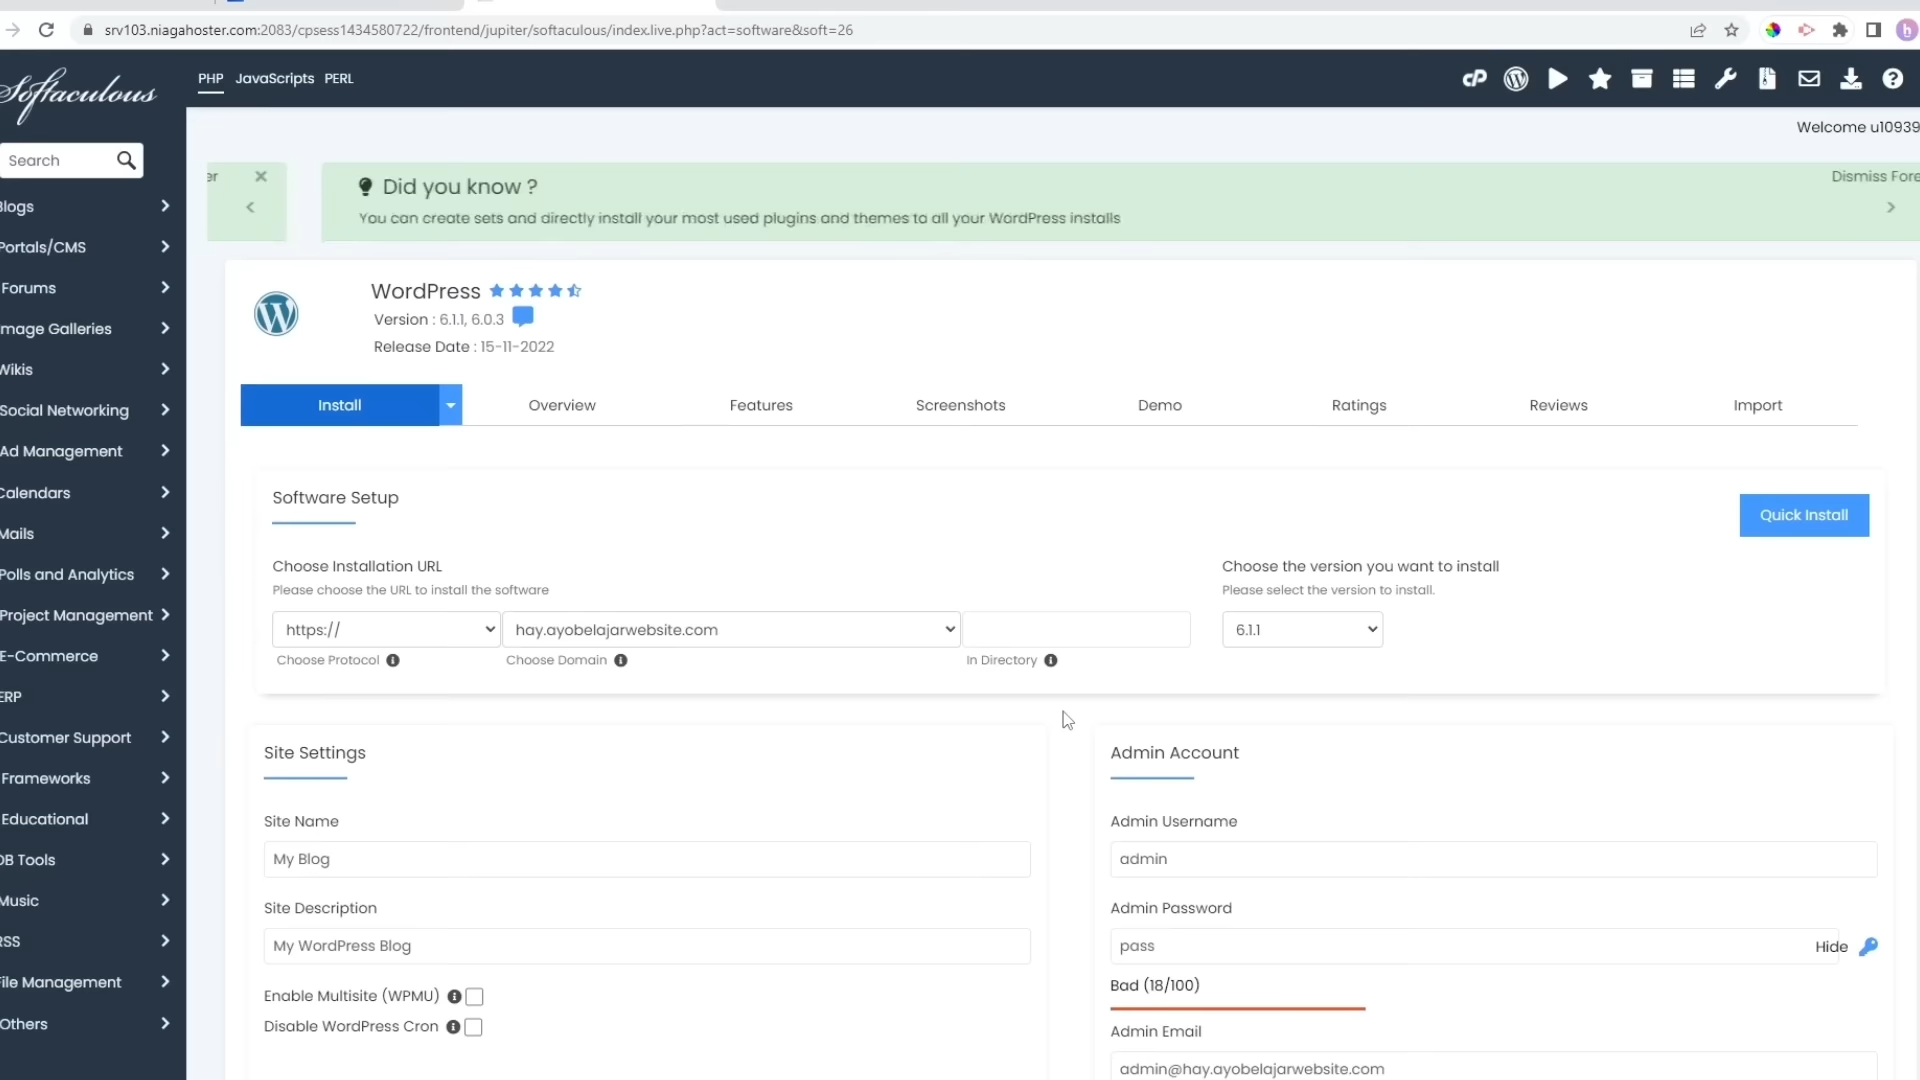 srv103.niagahoster.com:2083/cpsess1434580722/frontend/jupiter/softaculous/index.live.php?act=software&soft=26
h
Softaculous
PHP JavaScripts PERL
cP
Welcome u10939
Search
er
Did you know ?
Dismiss Fore
You can create sets and directly install your most used plugins and themes to all your WordPress installs
Blogs
Portals/CMS
Forums
Image Galleries
Wikis
Social Networking
Ad Management
Calendars
Mails
Polls and Analytics
Project Management
E-Commerce
ERP
Customer Support
Frameworks
Educational
DB Tools
Music
RSS
File Management
Others
WordPress
Version : 6.1.1, 6.0.3
Release Date : 15-11-2022
Install Overview Features Screenshots Demo Ratings Reviews Import
Software Setup
Quick Install
Choose Installation URL
Please choose the URL to install the software
https:// hay.ayobelajarwebsite.com
Choose Protocol Choose Domain In Directory
Choose the version you want to install
Please select the version to install.
6.1.1
Site Settings
Site Name
My Blog
Site Description
My WordPress Blog
Enable Multisite (WPMU)
Disable WordPress Cron
Admin Account
Admin Username
admin
Admin Password
pass
Hide
Bad (18/100)
Admin Email
admin@hay.ayobelajarwebsite.com